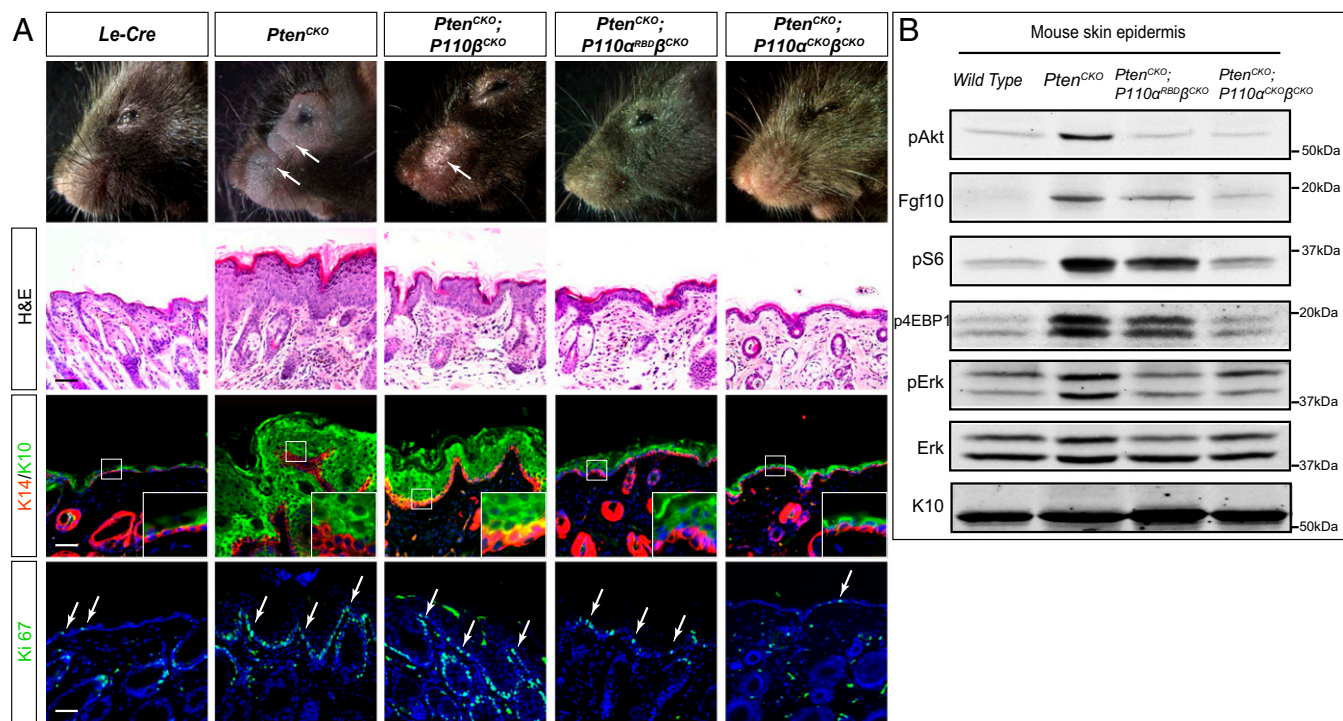 A
Le-Cre
Pten^CKO
Pten^CKO;
P110β^CKO
Pten^CKO;
P110α^RBDβ^CKO
Pten^CKO;
P110α^CKOβ^CKO
H&E
K14/K10
Ki 67
B
Mouse skin epidermis
Wild Type
Pten^CKO
Pten^CKO;
P110α^RBDβ^CKO
Pten^CKO;
P110α^CKOβ^CKO
pAkt
50kDa
Fgf10
20kDa
pS6
37kDa
p4EBP1
20kDa
pErk
37kDa
Erk
37kDa
K10
50kDa